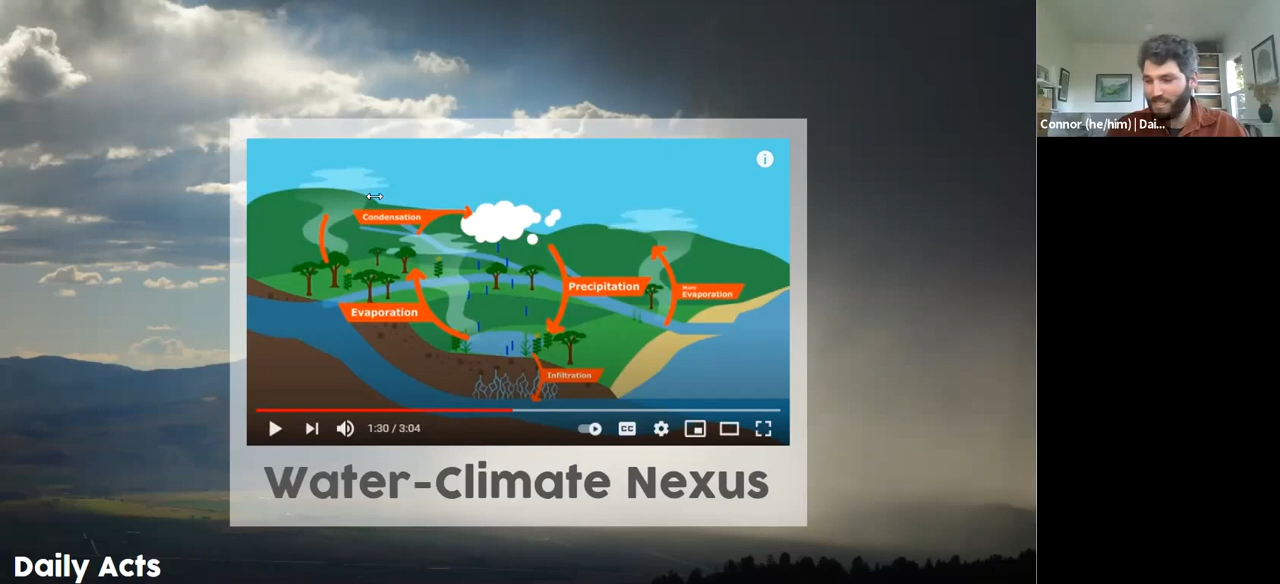 Condensation
Precipitation
More
Evaporation
Evaporation
Infiltration
1:30 / 3:04
CC
Water-Climate Nexus
Daily Acts
Connor (he/him) | Dai...